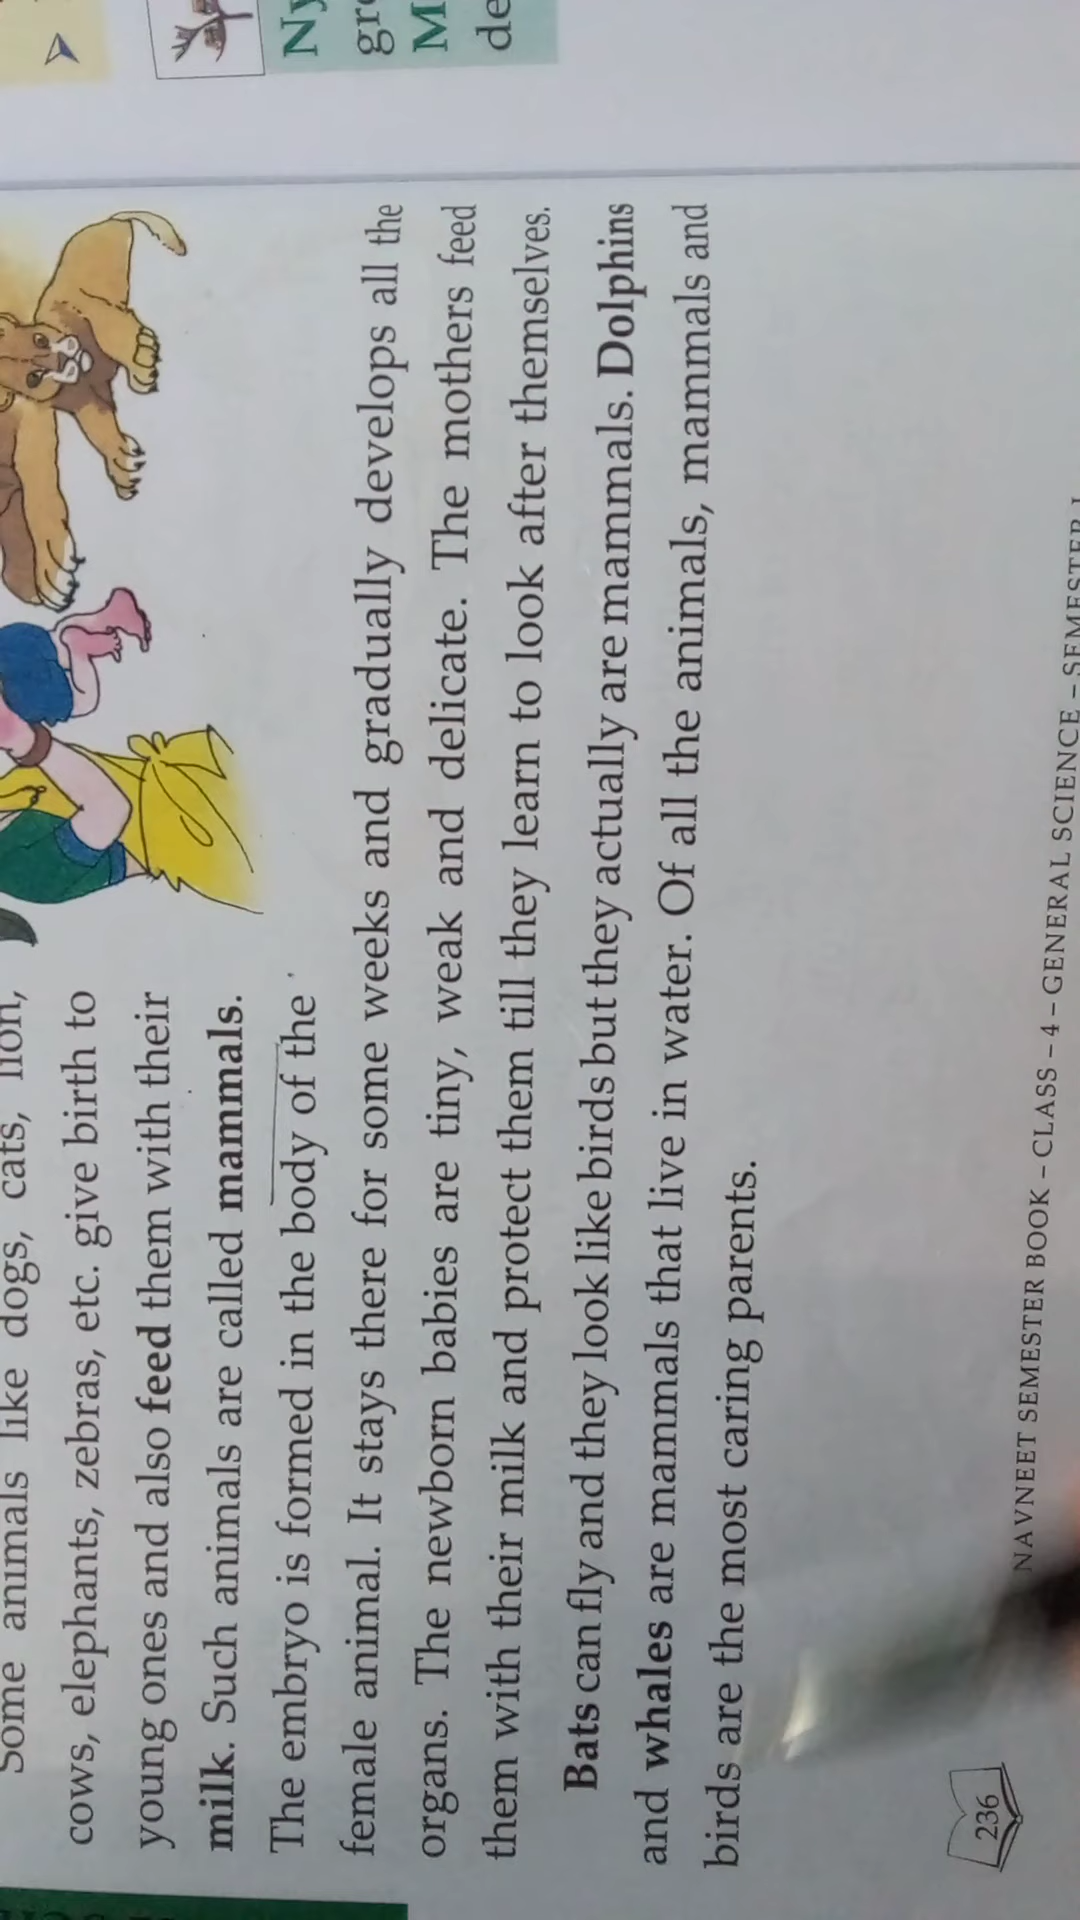 Some animals like dogs, cats, lion,
cows, elephants, zebras, etc. give birth to
young ones and also feed them with their
milk. Such animals are called mammals.
The embryo is formed in the body of the
female animal. It stays there for some weeks and gradually develops all the
organs. The newborn babies are tiny, weak and delicate. The mothers feed
them with their milk and protect them till they learn to look after themselves.
Bats can fly and they look like birds but they actually are mammals. Dolphins
and whales are mammals that live in water. Of all the animals, mammals and
birds are the most caring parents.
236
NAVNEET SEMESTER BOOK – CLASS – 4 – GENERAL SCIENCE – SEMESTER I